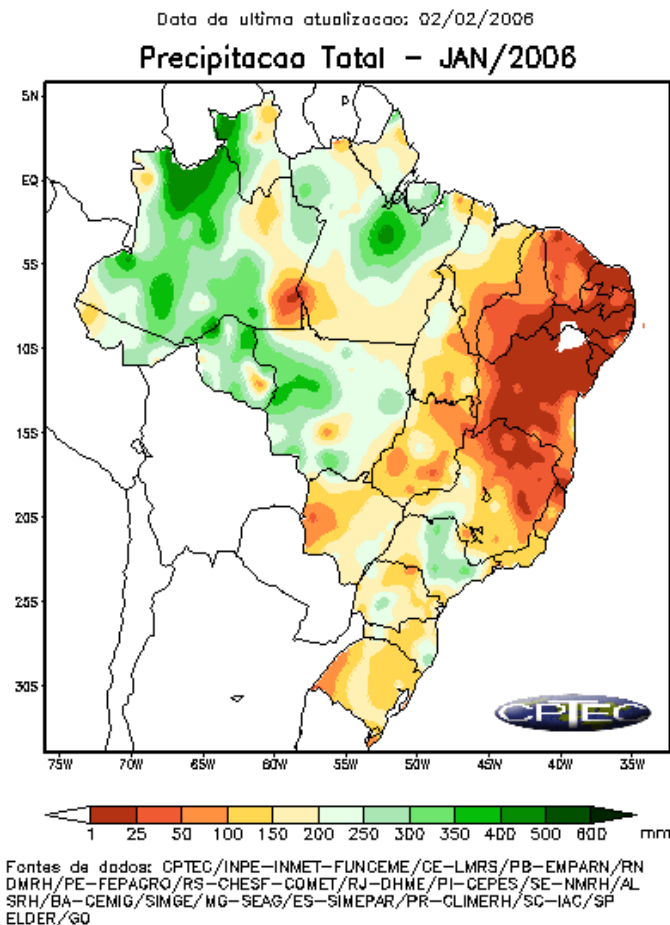 Data da ultima atualizacao: 02/02/2006
Precipitacao Total – JAN/2006
5N
EQ
5S
10S
15S
20S
25S
30S
CPTEC
75W 70W 65W 60W 55W 50W 45W 40W 35W
1 25 50 100 150 200 250 300 350 400 500 600 mm
Fontes de dados: CPTEC/INPE-INMET-FUNCEME/CE-LMRS/PB-EMPARN/RN
DMRH/PE-FEPAGRO/RS-CHESF-COMET/RJ-DHME/PI-CEPES/SE-NMRH/AL
SRH/BA-CEMIG/SIMGE/MG-SEAG/ES-SIMEPAR/PR-CLIMERH/SC-IAC/SP
ELDER/GO